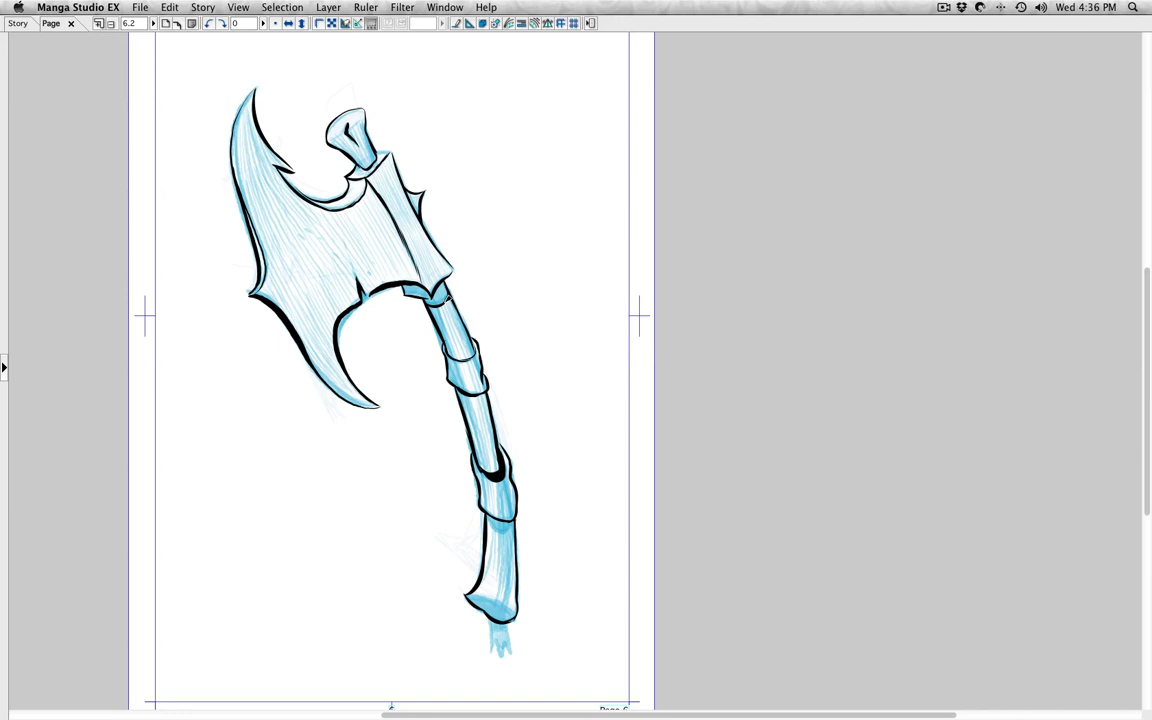 Manga Studio EX File Edit Story View Selection Layer Ruler Filter Window Help Wed 4:36 PM
Story Page 6.2 0